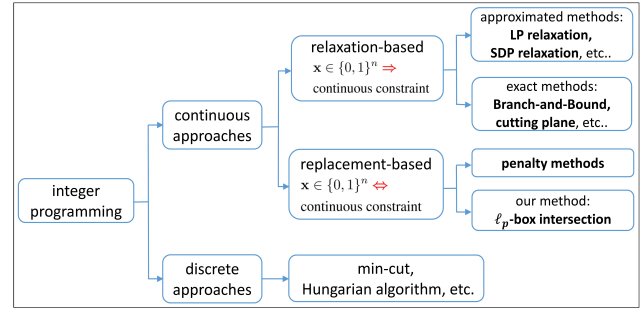 integer
programming
continuous
approaches
discrete
approaches
relaxation-based
x ∈ {0, 1}ⁿ ⇒
continuous constraint
replacement-based
x ∈ {0, 1}ⁿ ⇔
continuous constraint
min-cut,
Hungarian algorithm, etc.
approximated methods:
LP relaxation,
SDP relaxation, etc..
exact methods:
Branch-and-Bound,
cutting plane, etc..
penalty methods
our method:
ℓₚ-box intersection